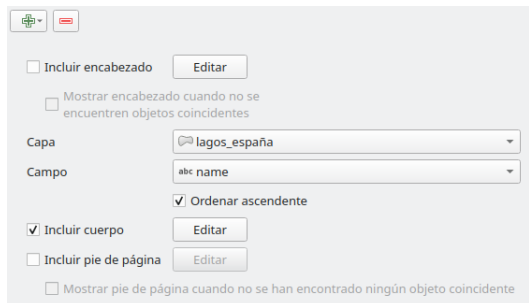 Incluir encabezado Editar
Mostrar encabezado cuando no se
encuentren objetos coincidentes
Capa lagos_españa
Campo abc name
Ordenar ascendente
Incluir cuerpo Editar
Incluir pie de página Editar
Mostrar pie de página cuando no se han encontrado ningún objeto coincidente